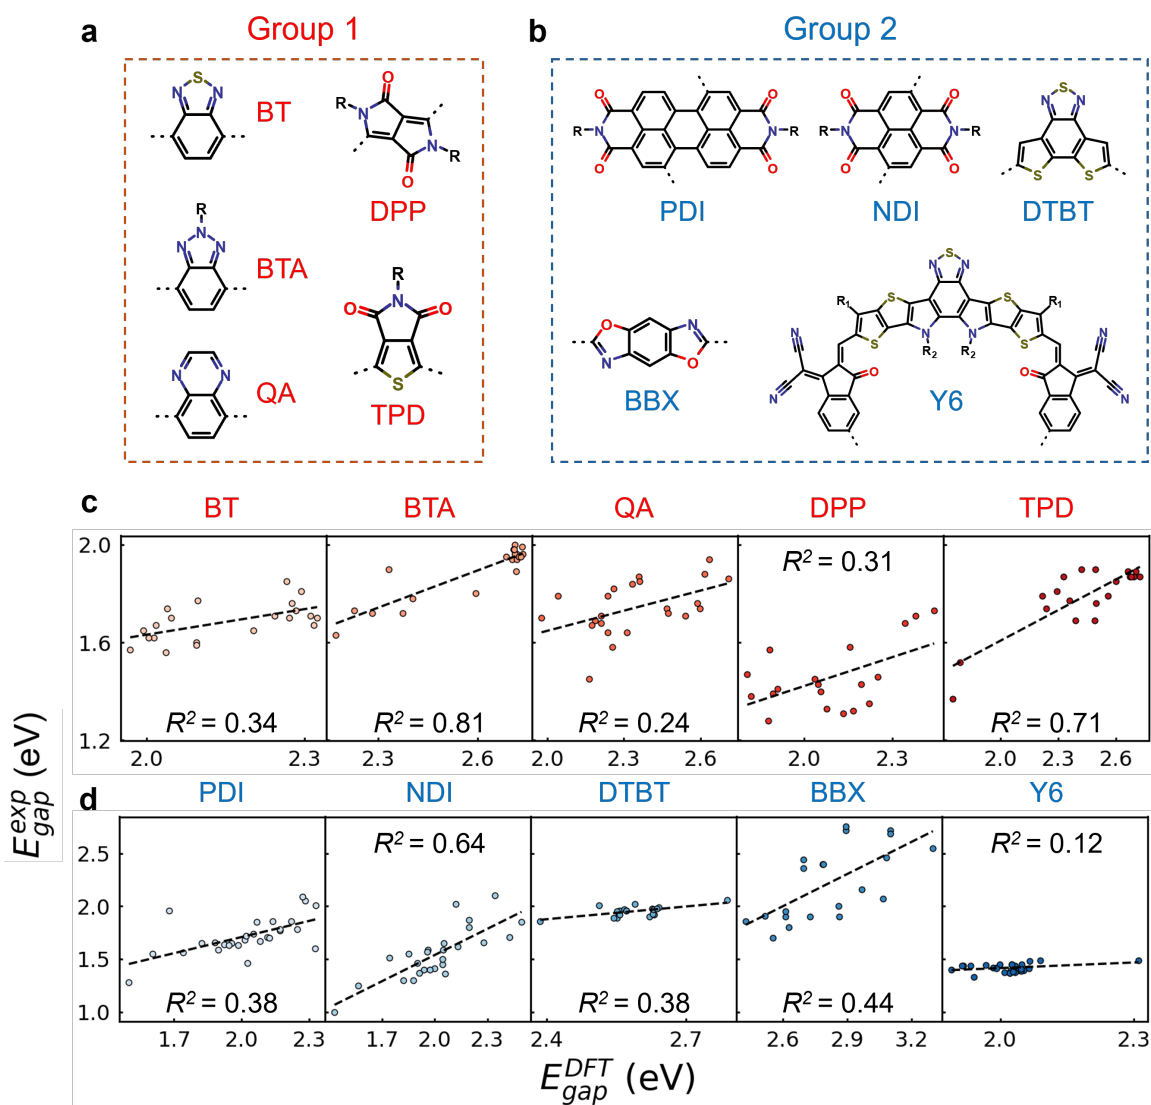 a
Group 1
b
Group 2
S
N N
BT
O
R
N
N
R
O
DPP
R
N
N N
BTA
R
N
O O
S
TPD
N N
QA
O O
R N N R
O O
PDI
O O
R N N R
O O
NDI
S
N N
S S
DTBT
O N
N O
BBX
S
N N
R1 S S R1
S N N S
R2 R2
N N
O O
N N
Y6
c
BT
BTA
QA
DPP
TPD
2.0
1.6
1.2
R² = 0.34
R² = 0.81
R² = 0.24
R² = 0.31
R² = 0.71
2.0 2.3
2.3 2.6
2.0 2.3 2.6
2.0 2.3
2.0 2.3 2.6
E exp gap (eV)
d
PDI
NDI
DTBT
BBX
Y6
2.5
2.0
1.5
1.0
R² = 0.38
R² = 0.64
R² = 0.38
R² = 0.44
R² = 0.12
1.7 2.0 2.3
1.7 2.0 2.3
2.4 2.7
2.6 2.9 3.2
2.0 2.3
E DFT gap (eV)